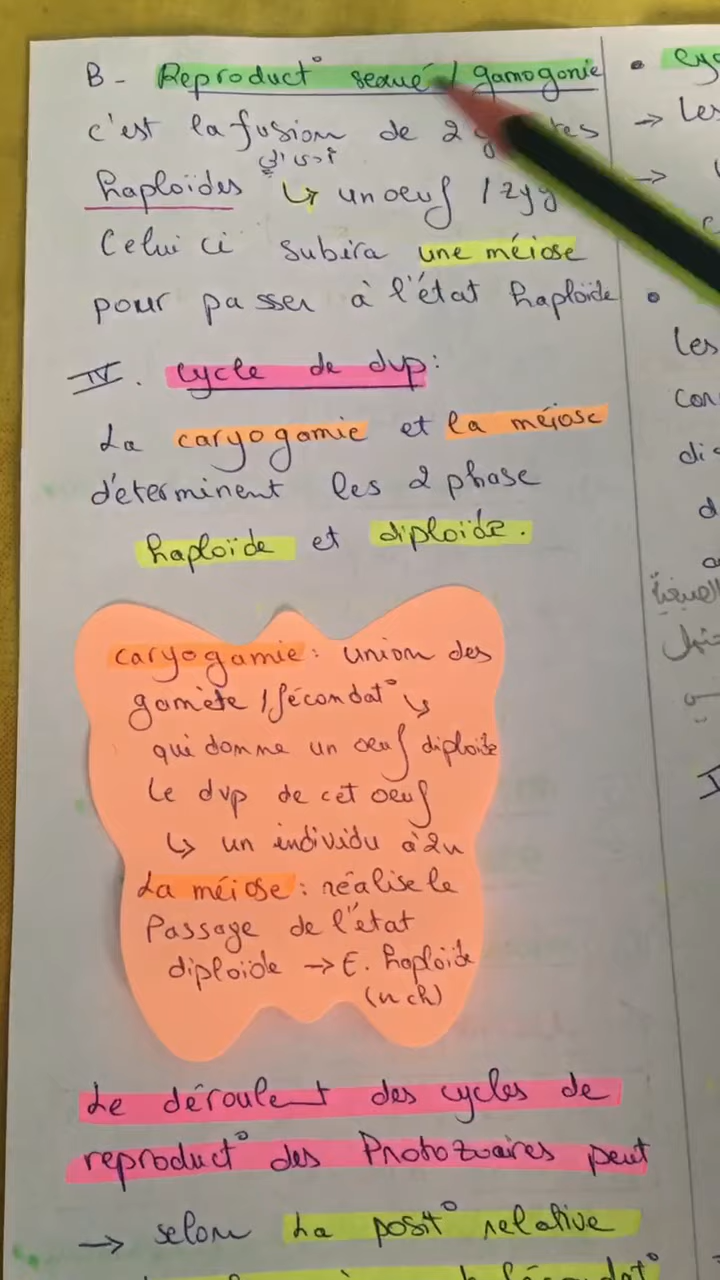 B - Reproduct° sexué / gamogonie
c'est la fusion de 2
haploïdes ↳ un oeuf /
Celui ci subira une méiose
pour passer à l'état haploïde
IV. Cycle de dvp:
La caryogamie et la méiose
déterminent les 2 phase
haploïde et diploïde.
caryogamie: union des
gamète / fécondat° ↳
qui donne un oeuf diploïde
le dvp de cet oeuf
↳ un individu à 2n
La méiose: réalise le
Passage de l'état
diploïde → E. haploïde
(n ch)
Le déroulent des cycles de
reproduct° des Protozoaires peut
→ selon La posit° relative
• 
→ Les
→
•
Les